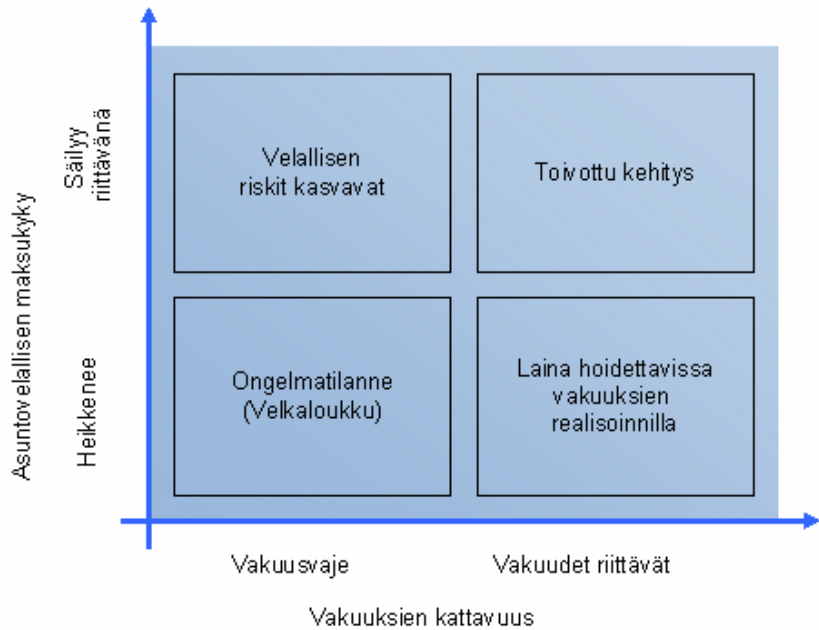 Asuntovelallisen maksukyky
Säilyy
riittävänä
Heikkenee
Velallisen
riskit kasvavat
Toivottu kehitys
Ongelmatilanne
(Velkaloukku)
Laina hoidettavissa
vakuuksien
realisoinnilla
Vakuusvaje
Vakuudet riittävät
Vakuuksien kattavuus